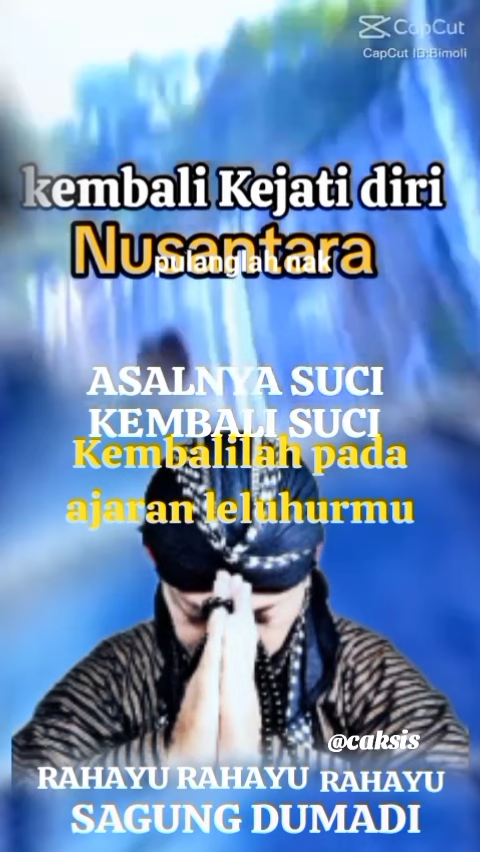 CapCut
CapCut ID:Bimoli
kembali Kejati diri
Nusantara
pulanglah nak
ASALNYA SUCI
KEMBALI SUCI
Kembalilah pada
ajaran leluhurmu
@caksis
RAHAYU RAHAYU RAHAYU
SAGUNG DUMADI